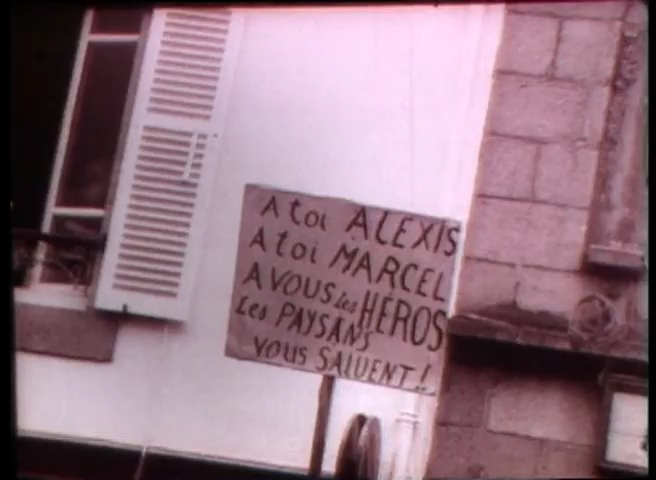 A toi ALEXIS
A toi MARCEL
A VOUS les HÉROS
Les PAYSANS
VOUS SALUENT !